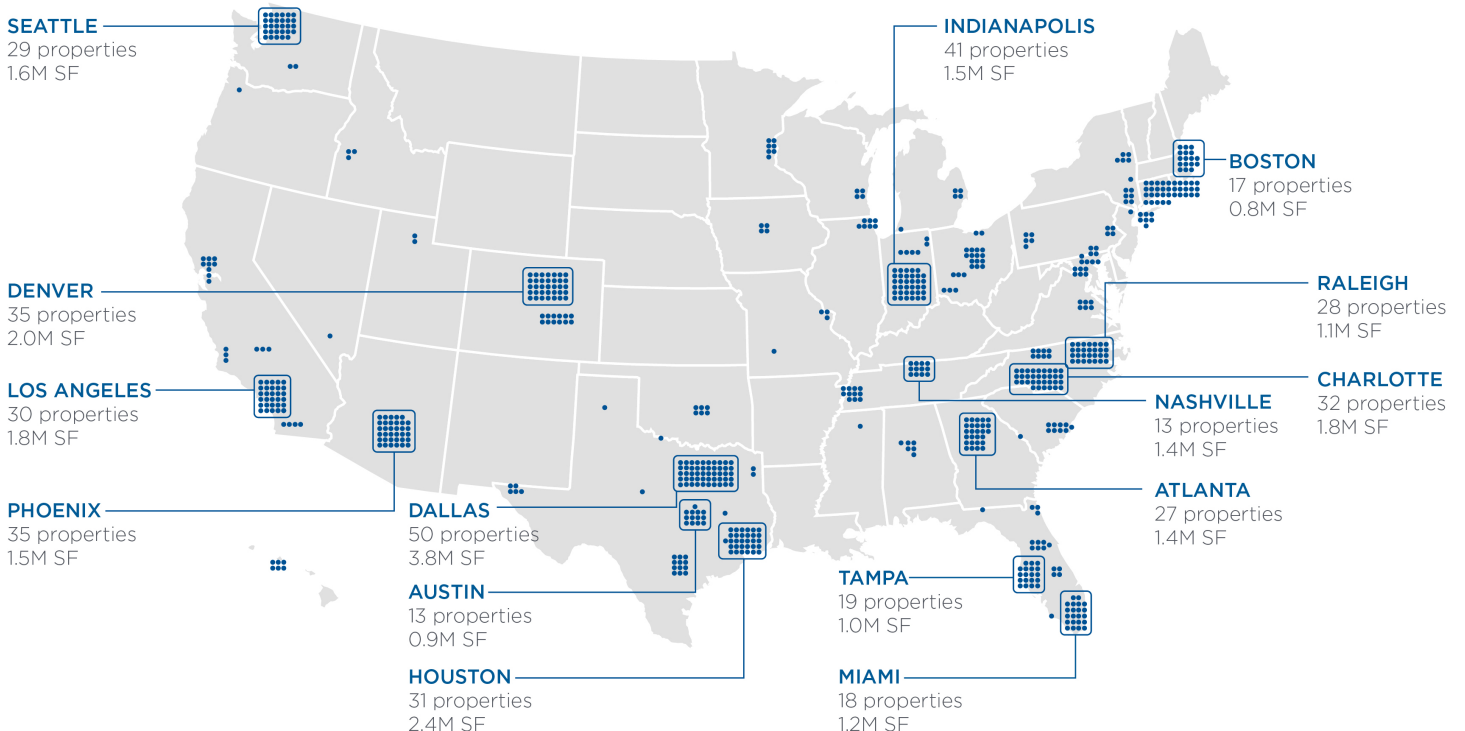 SEATTLE
29 properties
1.6M SF
INDIANAPOLIS
41 properties
1.5M SF
BOSTON
17 properties
0.8M SF
DENVER
35 properties
2.0M SF
RALEIGH
28 properties
1.1M SF
LOS ANGELES
30 properties
1.8M SF
CHARLOTTE
32 properties
1.8M SF
NASHVILLE
13 properties
1.4M SF
PHOENIX
35 properties
1.5M SF
DALLAS
50 properties
3.8M SF
ATLANTA
27 properties
1.4M SF
AUSTIN
13 properties
0.9M SF
TAMPA
19 properties
1.0M SF
HOUSTON
31 properties
2.4M SF
MIAMI
18 properties
1.2M SF